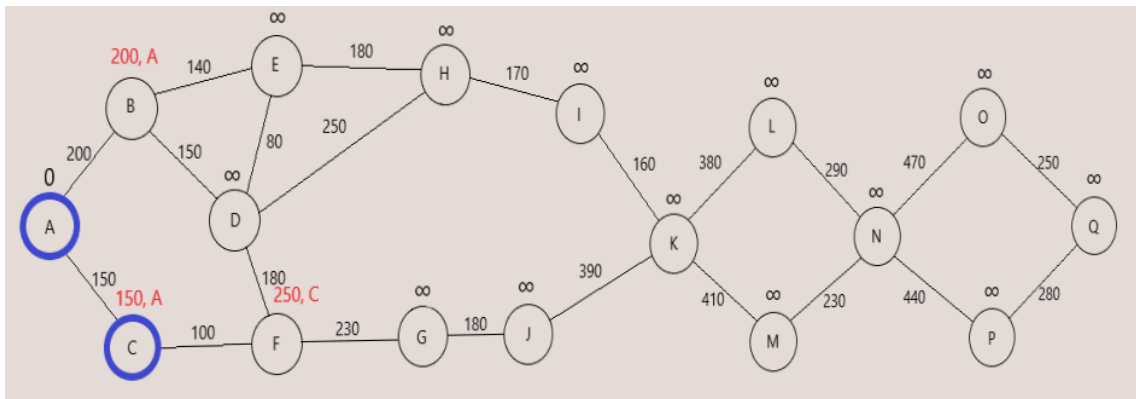 ∞
200, A
E
180
∞
H
140
170
∞
∞
B
I
L
∞
O
80
250
200
150
160
380
290
470
250
0
∞
∞
∞
∞
A
D
K
N
Q
150
180
390
150, A
250, C
∞
∞
410
∞
230
440
∞
280
C
100
F
230
G
180
J
M
P